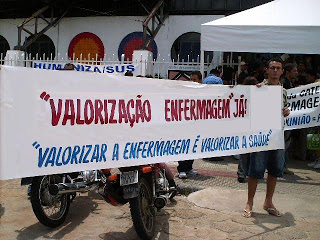 HUMANIZA/SUS
"VALORIZAÇÃO ENFERMAGEM" JÁ!
"VALORIZAR A ENFERMAGEM É VALORIZAR A SAÚDE"